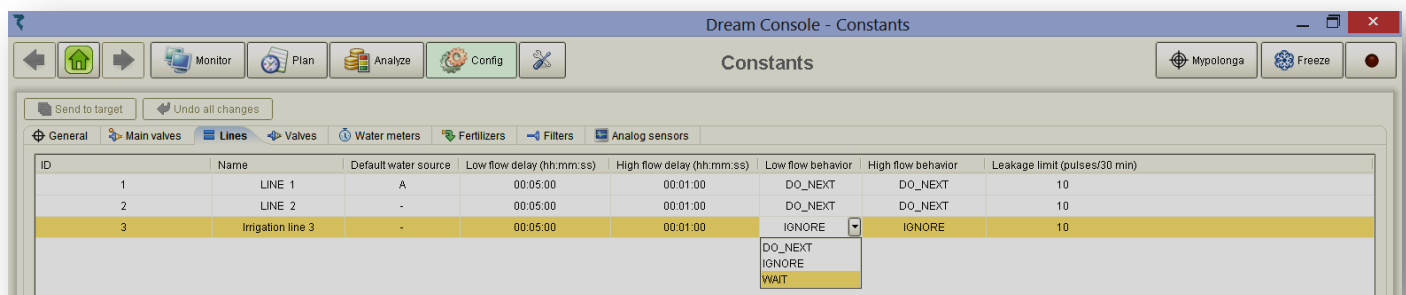 Dream Console - Constants
Monitor Plan Analyze Config Constants Mypolonga Freeze
Send to target Undo all changes
General Main valves Lines Valves Water meters Fertilizers Filters Analog sensors
ID Name Default water source Low flow delay (hh:mm:ss) High flow delay (hh:mm:ss) Low flow behavior High flow behavior Leakage limit (pulses/30 min)
1 LINE 1 A 00:05:00 00:01:00 DO_NEXT DO_NEXT 10
2 LINE 2 - 00:05:00 00:01:00 DO_NEXT DO_NEXT 10
3 Irrigation line 3 - 00:05:00 00:01:00 IGNORE IGNORE 10
DO_NEXT
IGNORE
WAIT